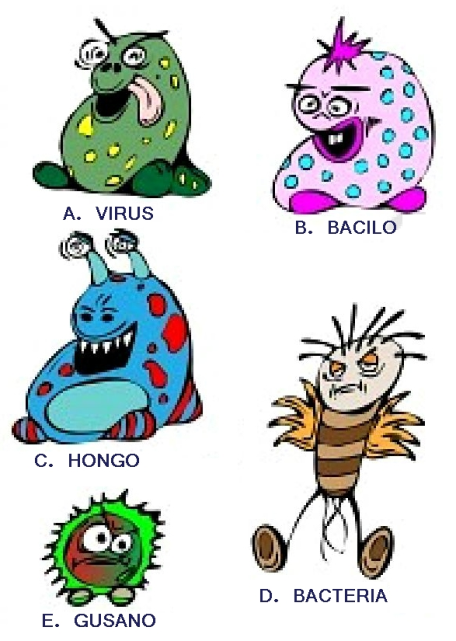 A. VIRUS
B. BACILO
C. HONGO
D. BACTERIA
E. GUSANO